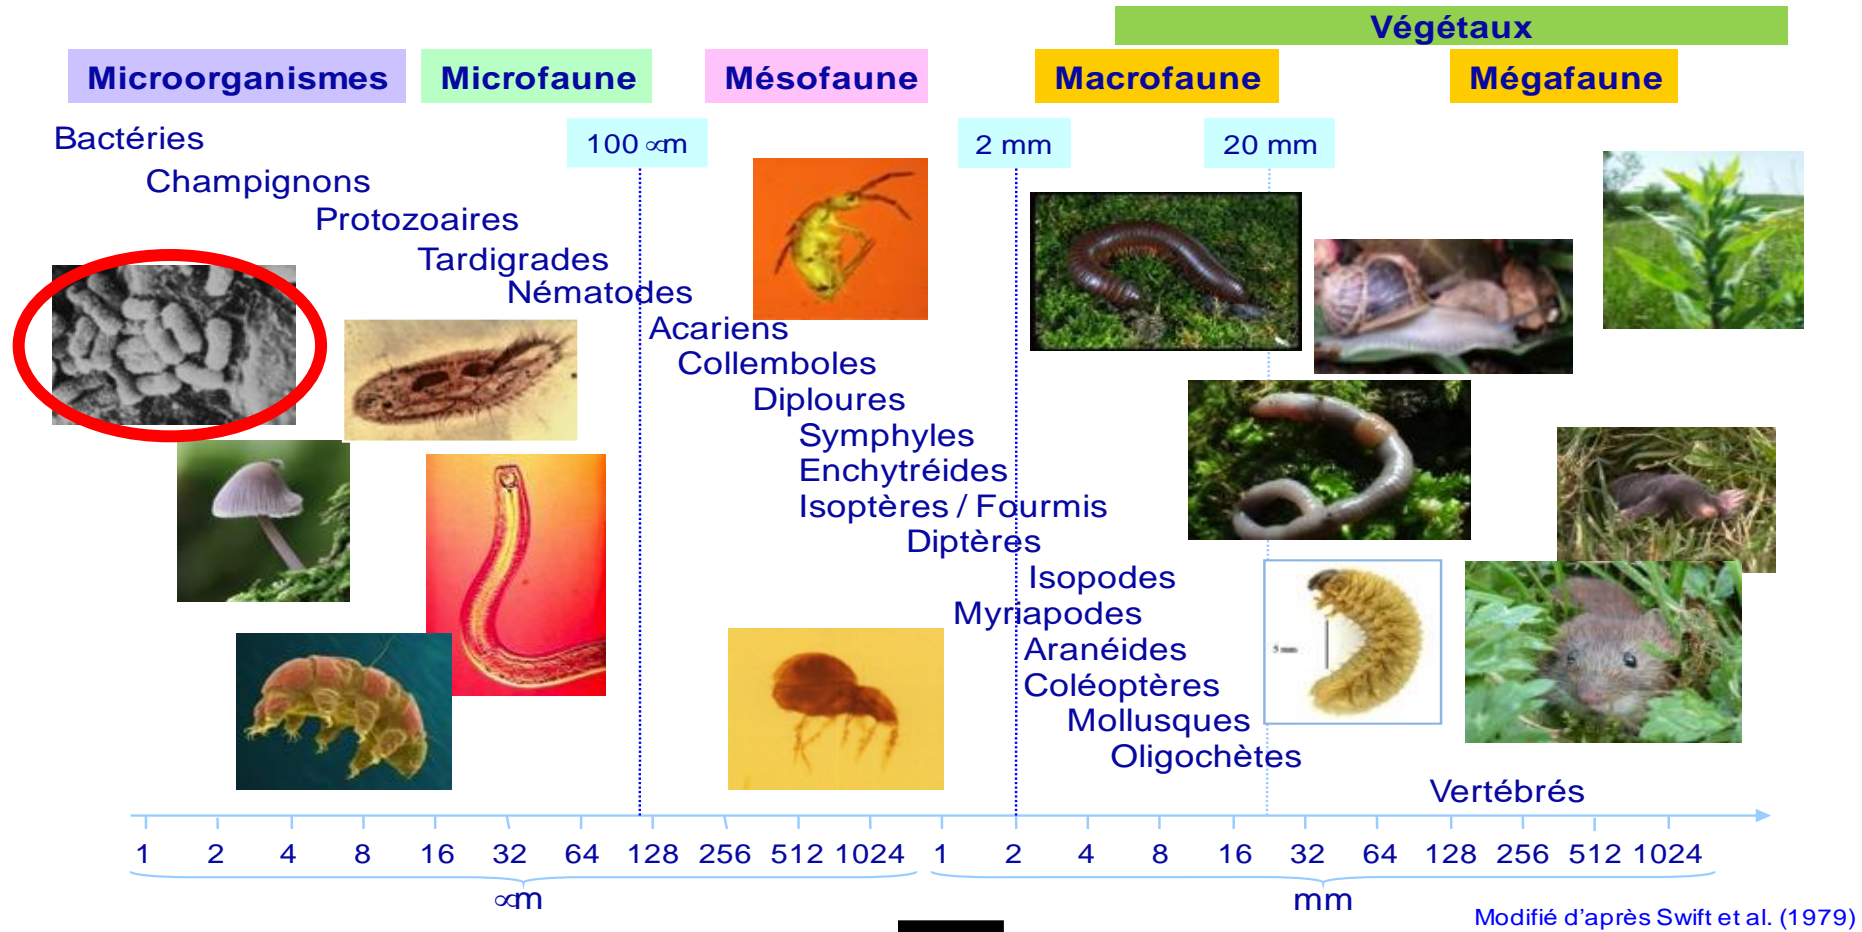 Végétaux
Microorganismes Microfaune Mésofaune Macrofaune Mégafaune
Bactéries
100 ∝m 2 mm 20 mm
Champignons
Protozoaires
Tardigrades
Nématodes
Acariens
Collemboles
Diploures
Symphyles
Enchytréides
Isoptères / Fourmis
Diptères
Isopodes
Myriapodes
Aranéides
5 mm
Coléoptères
Mollusques
Oligochètes
Vertébrés
1 2 4 8 16 32 64 128 256 512 1024 1 2 4 8 16 32 64 128 256 512 1024
∝m mm
Modifié d'après Swift et al. (1979)